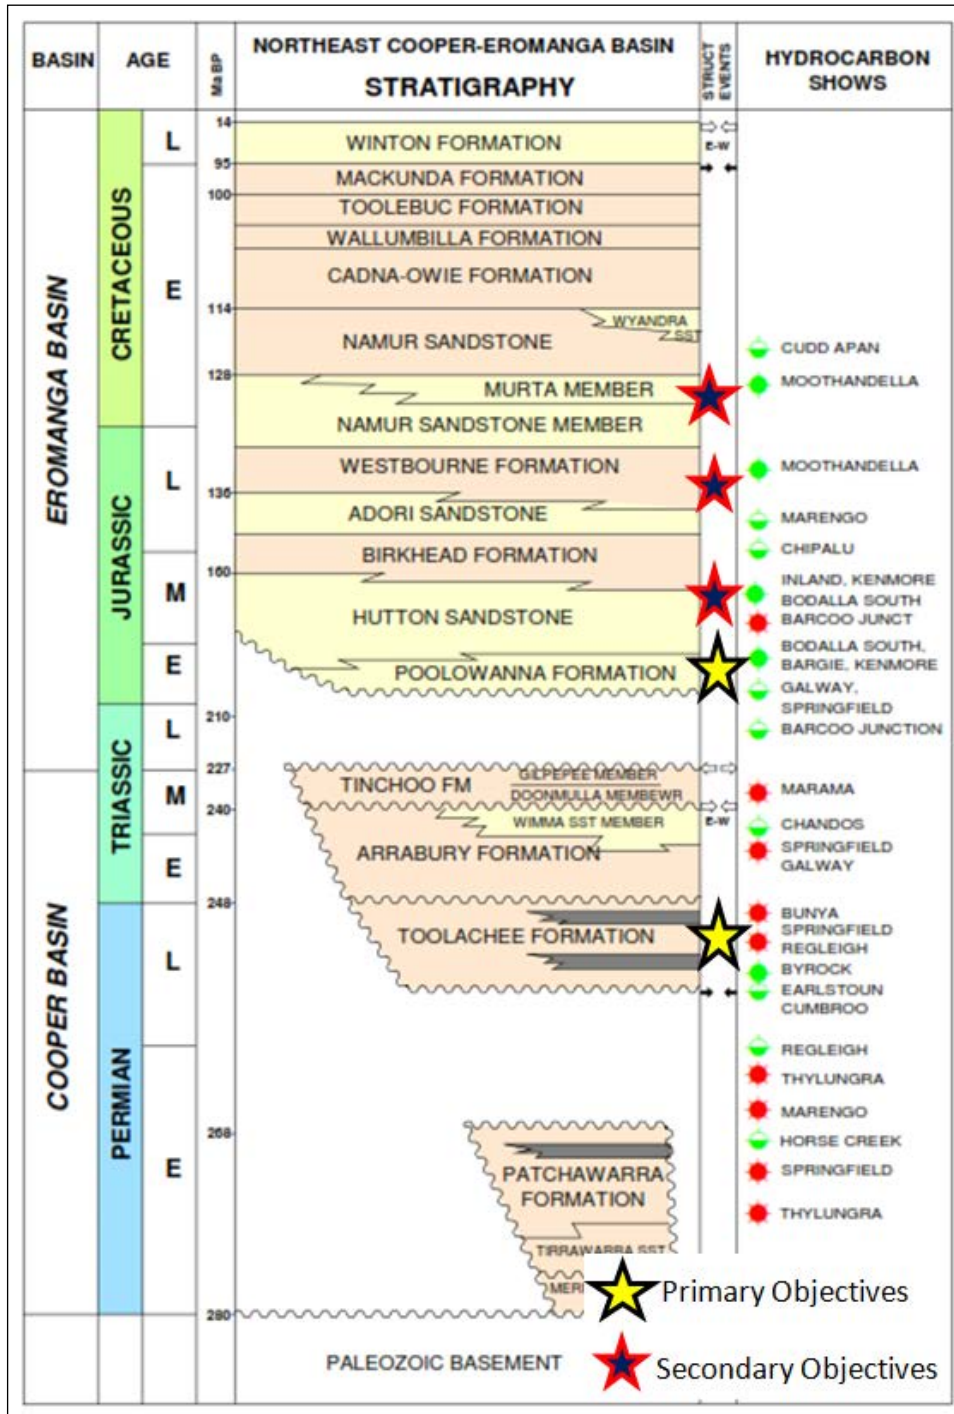 BASIN
AGE
Ma BP
NORTHEAST COOPER-EROMANGA BASIN
STRATIGRAPHY
STRUCT
EVENTS
HYDROCARBON
SHOWS
EROMANGA BASIN
COOPER BASIN
CRETACEOUS
JURASSIC
TRIASSIC
PERMIAN
L
E
L
M
E
L
M
E
L
E
14
95
100
114
128
136
160
210
227
240
248
268
280
WINTON FORMATION
MACKUNDA FORMATION
TOOLEBUC FORMATION
WALLUMBILLA FORMATION
CADNA-OWIE FORMATION
WYANDRA
SST
NAMUR SANDSTONE
MURTA MEMBER
NAMUR SANDSTONE MEMBER
WESTBOURNE FORMATION
ADORI SANDSTONE
BIRKHEAD FORMATION
HUTTON SANDSTONE
POOLOWANNA FORMATION
TINCHOO FM
GILPEPEE MEMBER
DOONMULLA MEMBEWR
WIMMA SST MEMBER
ARRABURY FORMATION
TOOLACHEE FORMATION
PATCHAWARRA
FORMATION
TIRRAWARRA SST
MER
PALEOZOIC BASEMENT
E-W
E-W
CUDD APAN
MOOTHANDELLA
MOOTHANDELLA
MARENGO
CHIPALU
INLAND, KENMORE
BODALLA SOUTH
BARCOO JUNCT
BODALLA SOUTH,
BARGIE, KENMORE
GALWAY,
SPRINGFIELD
BARCOO JUNCTION
MARAMA
CHANDOS
SPRINGFIELD
GALWAY
BUNYA
SPRINGFIELD
REGLEIGH
BYROCK
EARLSTOUN
CUMBROO
REGLEIGH
THYLUNGRA
MARENGO
HORSE CREEK
SPRINGFIELD
THYLUNGRA
Primary Objectives
Secondary Objectives